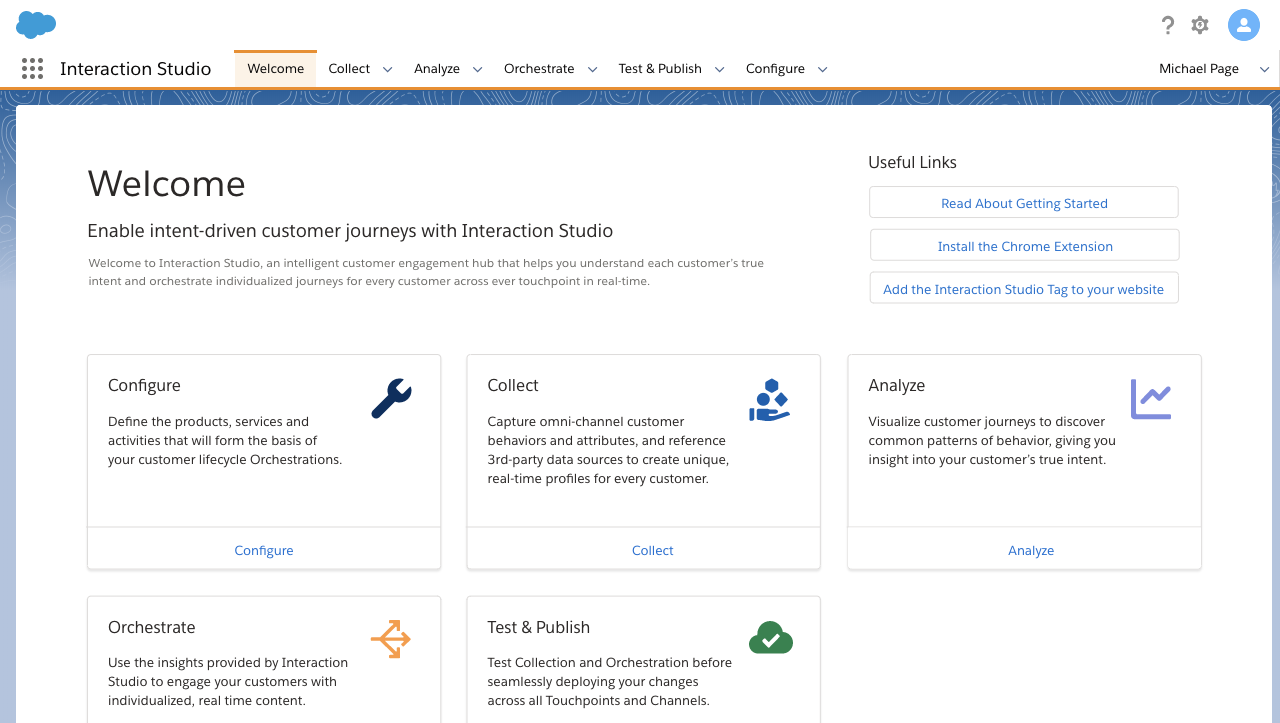 Interaction Studio
Welcome
Collect
Analyze
Orchestrate
Test & Publish
Configure
Michael Page
Welcome
Enable intent-driven customer journeys with Interaction Studio
Welcome to Interaction Studio, an intelligent customer engagement hub that helps you understand each customer's true
intent and orchestrate individualized journeys for every customer across ever touchpoint in real-time.
Useful Links
Read About Getting Started
Install the Chrome Extension
Add the Interaction Studio Tag to your website
Configure
Define the products, services and
activities that will form the basis of
your customer lifecycle Orchestrations.
Configure
Collect
Capture omni-channel customer
behaviors and attributes, and reference
3rd-party data sources to create unique,
real-time profiles for every customer.
Collect
Analyze
Visualize customer journeys to discover
common patterns of behavior, giving you
insight into your customer's true intent.
Analyze
Orchestrate
Use the insights provided by Interaction
Studio to engage your customers with
individualized, real time content.
Test & Publish
Test Collection and Orchestration before
seamlessly deploying your changes
across all Touchpoints and Channels.